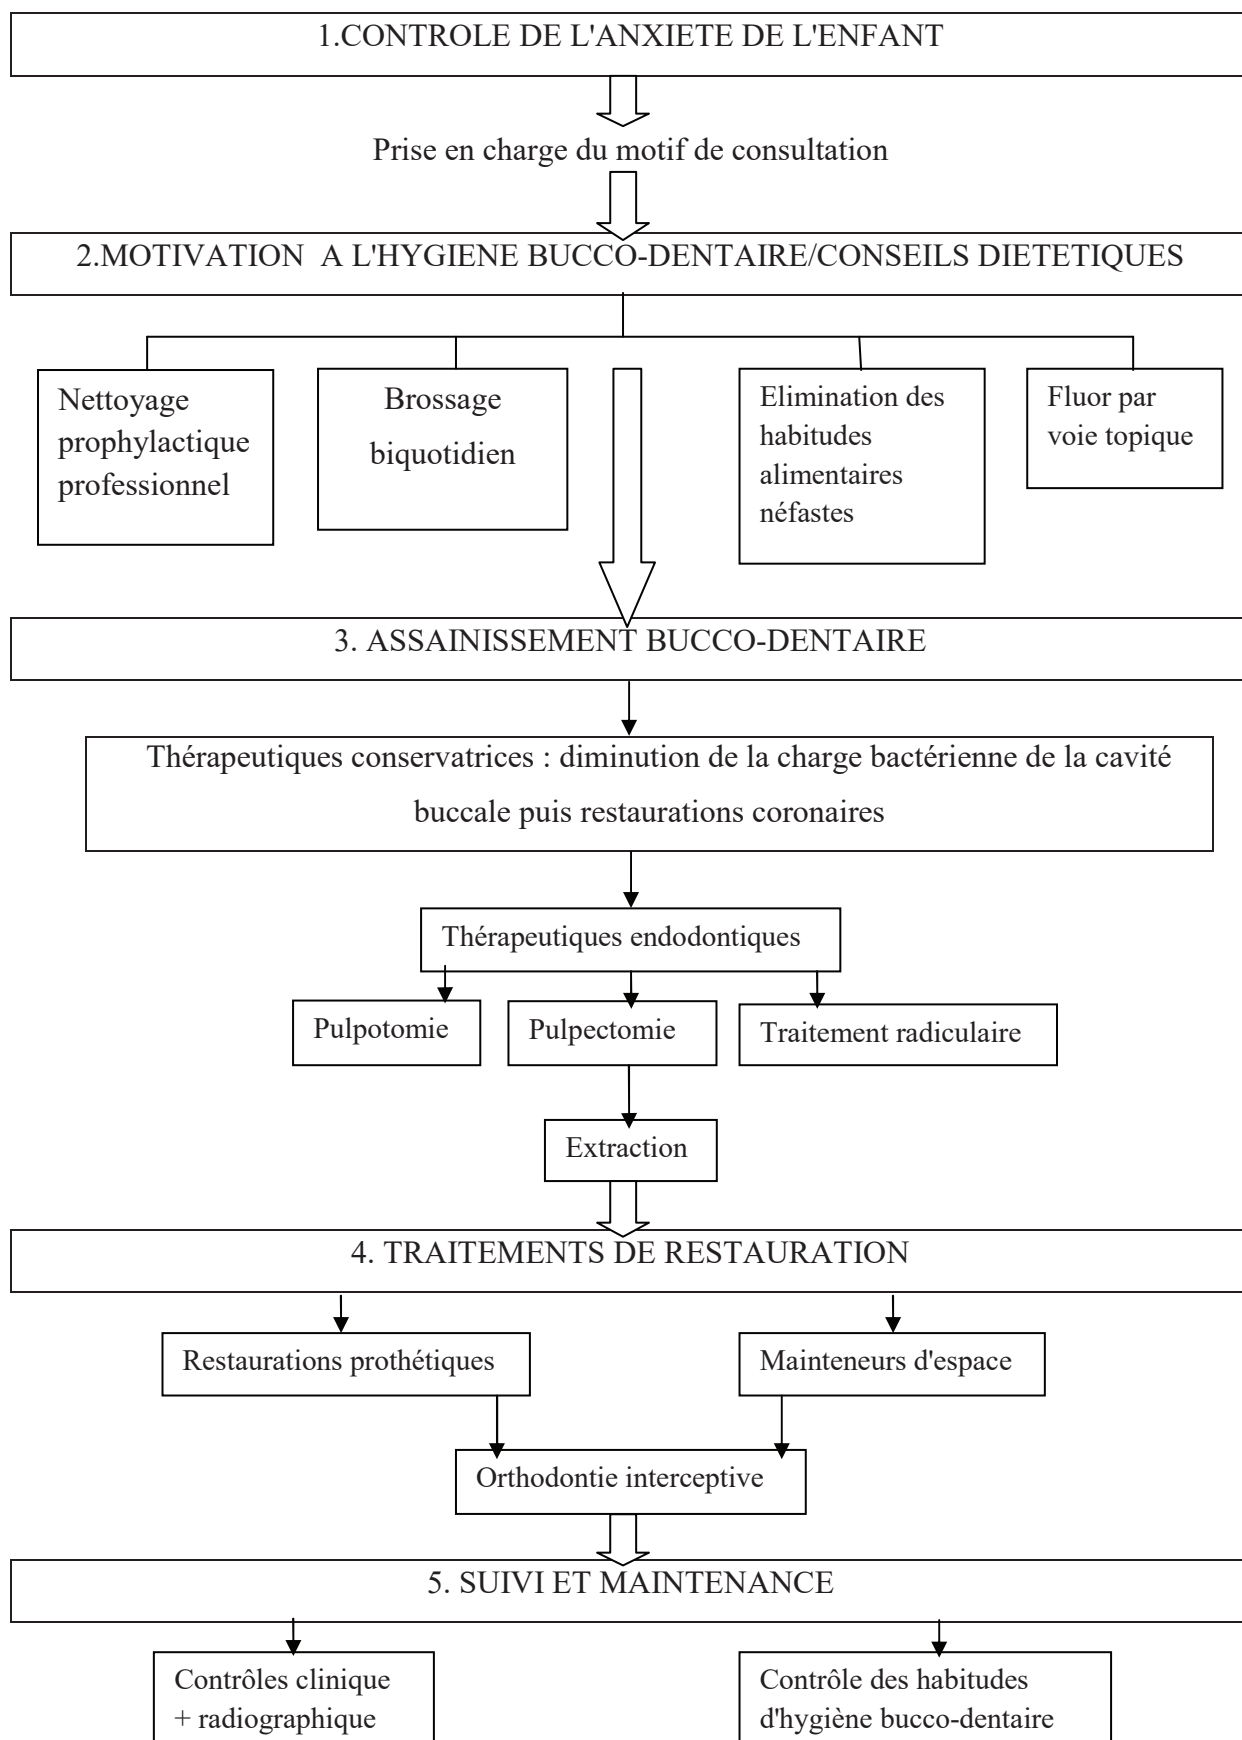 1.CONTROLE DE L'ANXIETE DE L'ENFANT
Prise en charge du motif de consultation
2.MOTIVATION A L'HYGIENE BUCCO-DENTAIRE/CONSEILS DIETETIQUES
Nettoyage
prophylactique
professionnel
Brossage
biquotidien
Elimination des
habitudes
alimentaires
néfastes
Fluor par
voie topique
3. ASSAINISSEMENT BUCCO-DENTAIRE
Thérapeutiques conservatrices : diminution de la charge bactérienne de la cavité
buccale puis restaurations coronaires
Thérapeutiques endodontiques
Pulpotomie
Pulpectomie
Traitement radiculaire
Extraction
4. TRAITEMENTS DE RESTAURATION
Restaurations prothétiques
Mainteneurs d'espace
Orthodontie interceptive
5. SUIVI ET MAINTENANCE
Contrôles clinique
+ radiographique
Contrôle des habitudes
d'hygiène bucco-dentaire